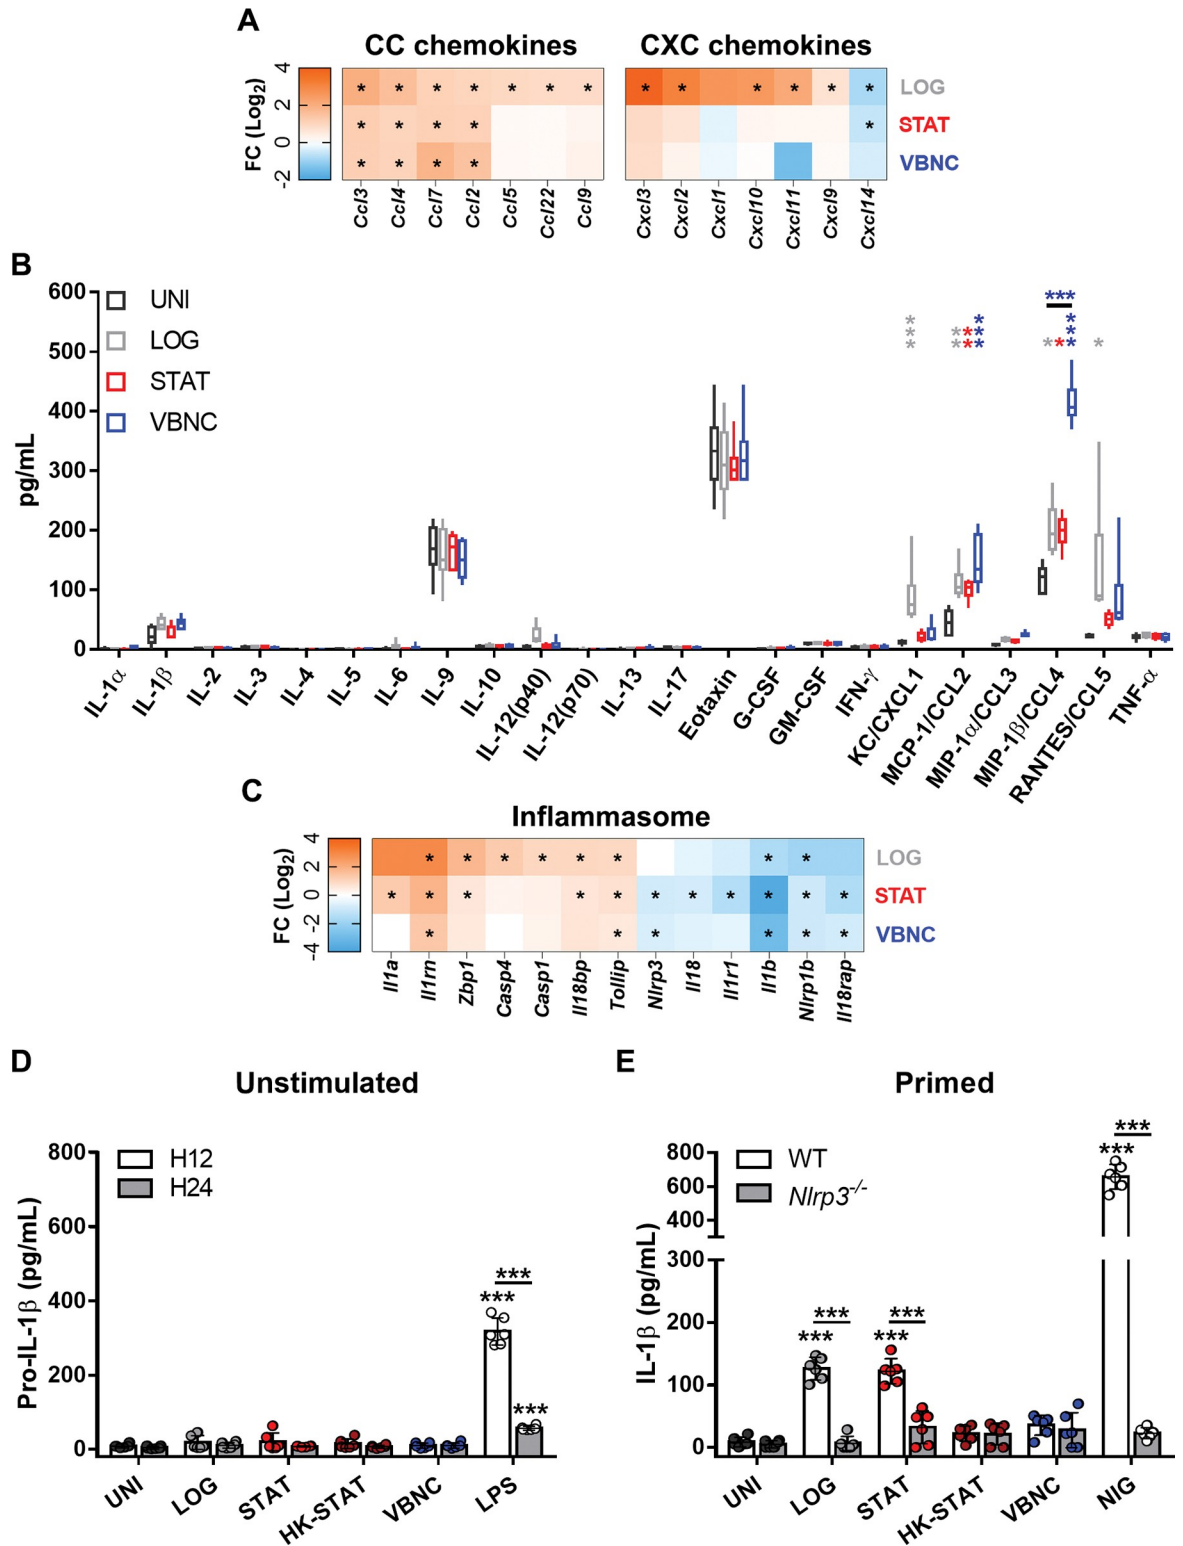 A
CC chemokines
CXC chemokines
FC (Log2)
4
2
0
-2
* * * * * * *
* * * * * *
LOG
* * * *
*
STAT
* * * *
VBNC
Ccl3 Ccl4 Ccl7 Ccl2 Ccl5 Ccl22 Ccl9
Cxcl3 Cxcl2 Cxcl1 Cxcl10 Cxcl11 Cxcl9 Cxcl14
B
pg/mL
600
500
400
300
200
100
0
UNI
LOG
STAT
VBNC
*** ** ** *** * * *** *** *
IL-1α IL-1β IL-2 IL-3 IL-4 IL-5 IL-6 IL-9 IL-10 IL-12(p40) IL-12(p70) IL-13 IL-17 Eotaxin G-CSF GM-CSF IFN-γ KC/CXCL1 MCP-1/CCL2 MIP-1α/CCL3 MIP-1β/CCL4 RANTES/CCL5 TNF-α
C
Inflammasome
FC (Log2)
4
2
0
-2
-4
* * * * * * * *
LOG
* * * * * * * * * * *
STAT
* * * * * *
VBNC
Il1a Il1rn Zbp1 Casp4 Casp1 Il18bp Tollip Nlrp3 Il18 Il1r1 Il1b Nlrp1b Il18rap
D
Unstimulated
Pro-IL-1β (pg/mL)
800
600
400
200
0
H12
H24
***
***
***
UNI LOG STAT HK-STAT VBNC LPS
E
Primed
IL-1β (pg/mL)
800
600
400
300
200
100
0
WT
Nlrp3-/-
***
***
*** ***
*** ***
UNI LOG STAT HK-STAT VBNC NIG